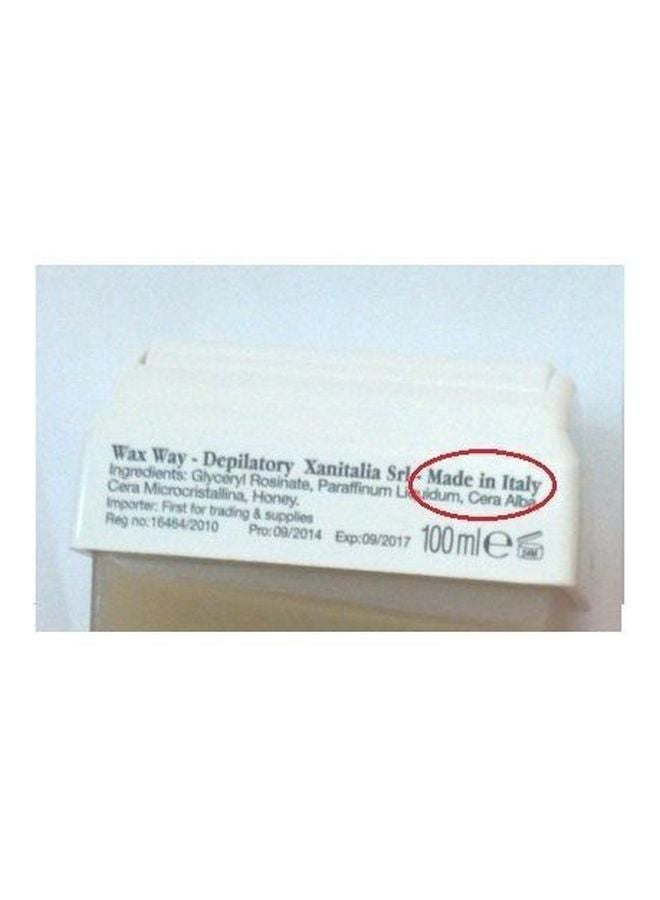 Wax Way - Depilatory Xanitalia Srl - Made in Italy
Ingredients: Glyceryl Rosinate, Paraffinum Liquidum, Cera Alba
Cera Microcristallina, Honey.
Importer: First for trading & supplies
Reg no:16464/2010 Pro:09/2014 Exp:09/2017 100ml e 24M